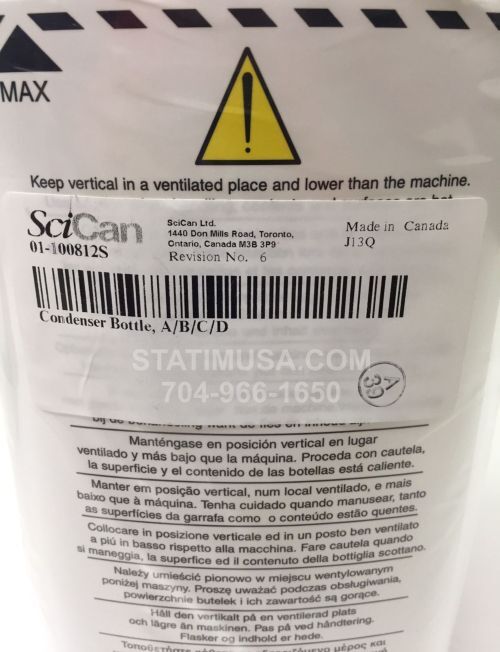 MAX
Keep vertical in a ventilated place and lower than the machine.
SciCan
01-100812S
SciCan Ltd.
1440 Don Mills Road, Toronto,
Ontario, Canada M3B 3P9
Revision No. 6
Made in Canada
J13Q
Condenser Bottle, A/B/C/D
STATIMUSA.COM
704-966-1650
A
39
Manténgase en posición vertical en lugar
ventilado y más bajo que la máquina. Proceda con cautela,
la superficie y el contenido de las botellas está caliente.
Manter em posição vertical, num local ventilado, e mais
baixo que à máquina. Tenha cuidado quando manusear, tanto
as superfícies da garrafa como o conteúdo estão quentes.
Collocare in posizione verticale ed in un posto ben ventilato
a piú in basso rispetto alla macchina. Fare cautela quando
si maneggia, la superficie ed il contenuto della bottiglia scottano.
Należy umieścić pionowo w miejscu wentylowanym
poniżej maszyny. Proszę uważać podczas obsługiwania,
powierzchnie butelek i ich zawartość są gorące.
Håll den vertikalt på en ventilerad plats
och lägre än maskinen. Pas på ved håndtering.
Flasker og indhold er hede.